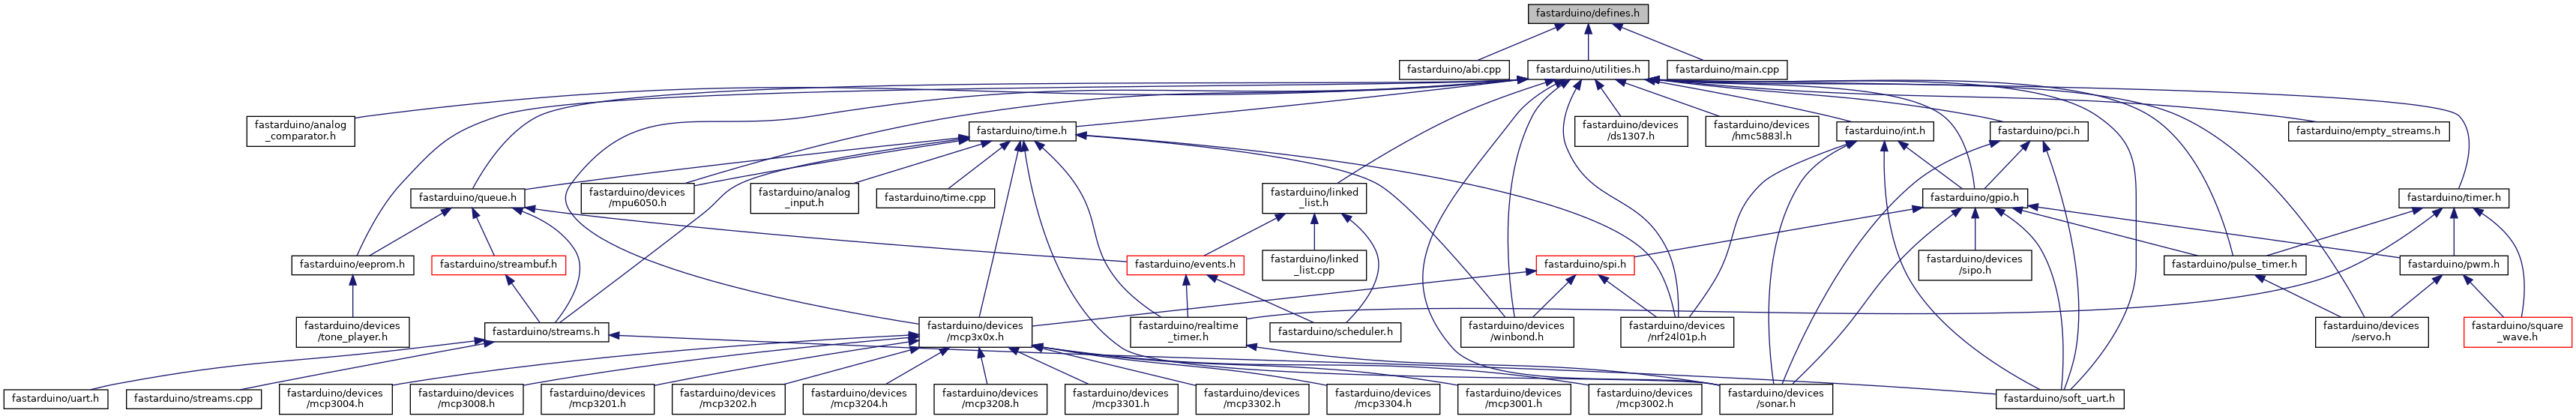 fastarduino/defines.h
fastarduino/abi.cpp
fastarduino/utilities.h
fastarduino/main.cpp
fastarduino/analog
_comparator.h
fastarduino/time.h
fastarduino/devices
/ds1307.h
fastarduino/devices
/hmc5883l.h
fastarduino/int.h
fastarduino/pci.h
fastarduino/empty_streams.h
fastarduino/queue.h
fastarduino/devices
/mpu6050.h
fastarduino/analog
_input.h
fastarduino/time.cpp
fastarduino/linked
_list.h
fastarduino/gpio.h
fastarduino/timer.h
fastarduino/eeprom.h
fastarduino/streambuf.h
fastarduino/events.h
fastarduino/linked
_list.cpp
fastarduino/spi.h
fastarduino/devices
/sipo.h
fastarduino/pulse_timer.h
fastarduino/pwm.h
fastarduino/devices
/tone_player.h
fastarduino/streams.h
fastarduino/devices
/mcp3x0x.h
fastarduino/realtime
_timer.h
fastarduino/scheduler.h
fastarduino/devices
/winbond.h
fastarduino/devices
/nrf24l01p.h
fastarduino/devices
/servo.h
fastarduino/square
_wave.h
fastarduino/uart.h
fastarduino/streams.cpp
fastarduino/devices
/mcp3004.h
fastarduino/devices
/mcp3008.h
fastarduino/devices
/mcp3201.h
fastarduino/devices
/mcp3202.h
fastarduino/devices
/mcp3204.h
fastarduino/devices
/mcp3208.h
fastarduino/devices
/mcp3301.h
fastarduino/devices
/mcp3302.h
fastarduino/devices
/mcp3304.h
fastarduino/devices
/mcp3001.h
fastarduino/devices
/mcp3002.h
fastarduino/devices
/sonar.h
fastarduino/soft_uart.h